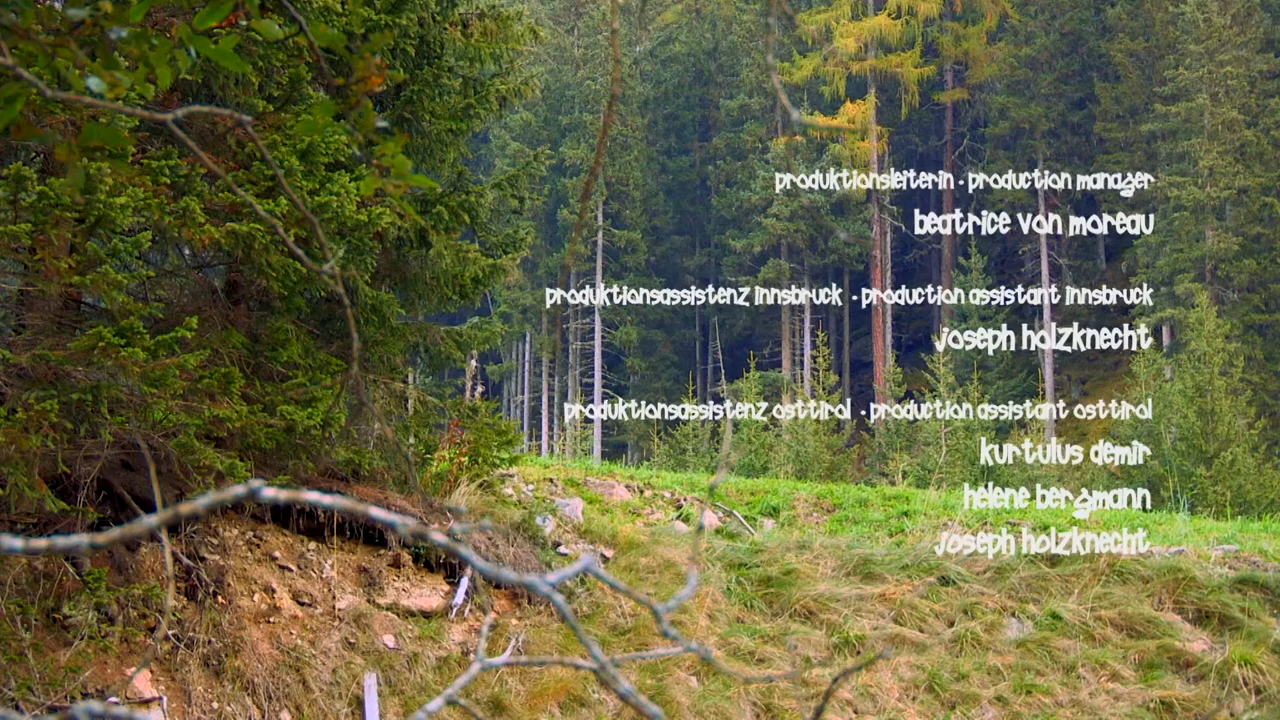 produktionsleiterin · production manager
beatrice von moreau
produktionsassistenz innsbruck · production assistant innsbruck
joseph holzknecht
produktionsassistenz osttirol · production assistant osttirol
kurtulus demir
helene bergmann
joseph holzknecht